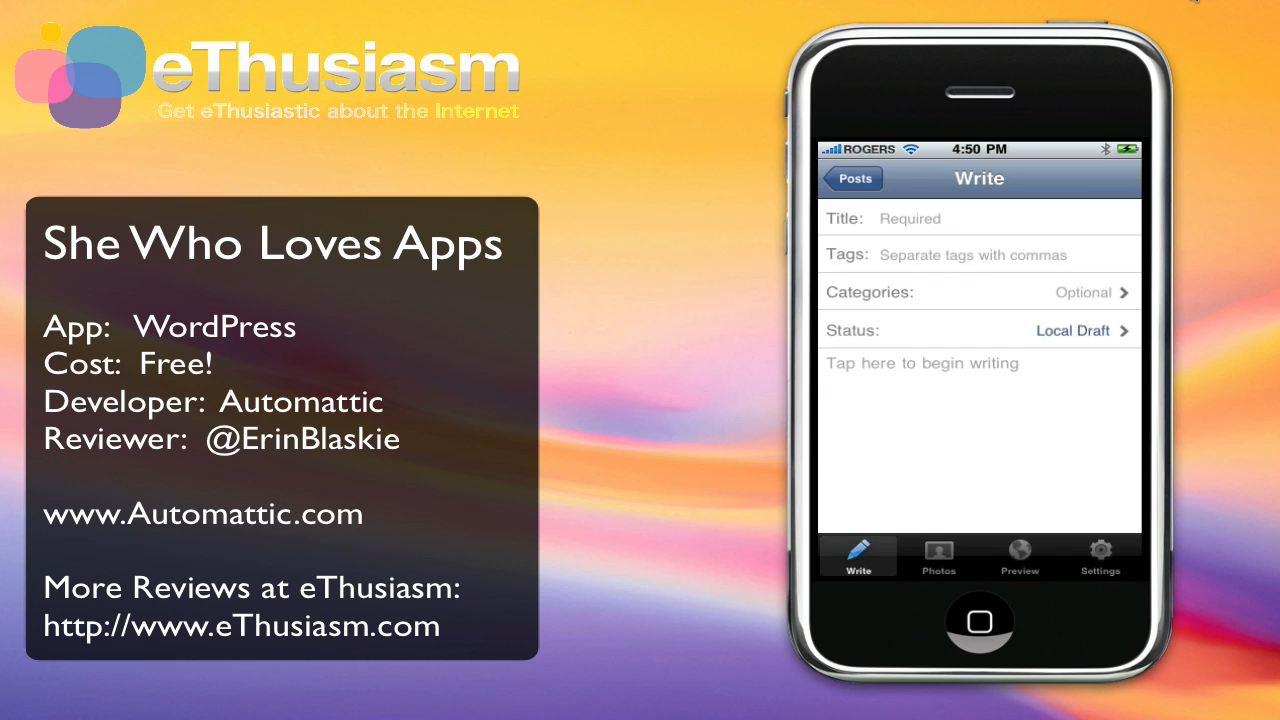 eThusiasm
Get eThusiastic about the Internet
She Who Loves Apps
App: WordPress
Cost: Free!
Developer: Automattic
Reviewer: @ErinBlaskie
www.Automattic.com
More Reviews at eThusiasm:
http://www.eThusiasm.com
ROGERS 4:50 PM
Posts Write
Title: Required
Tags: Separate tags with commas
Categories: Optional
Status: Local Draft
Tap here to begin writing
Write Photos Preview Settings